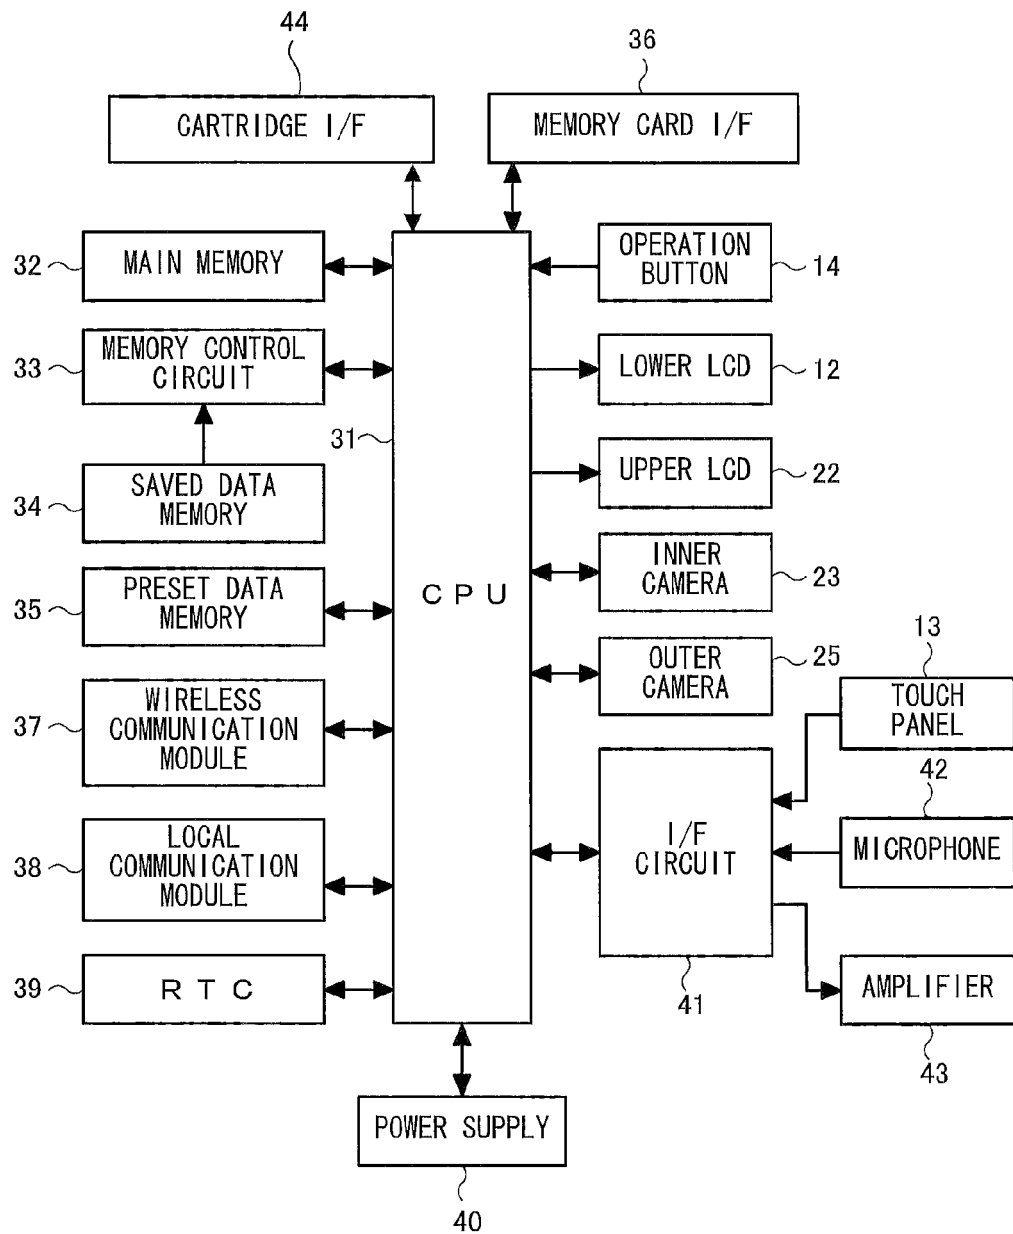 44
36
CARTRIDGE I/F
MEMORY CARD I/F
32
MAIN MEMORY
OPERATION
BUTTON
14
33
MEMORY CONTROL
CIRCUIT
LOWER LCD
12
31
34
SAVED DATA
MEMORY
UPPER LCD
22
CPU
INNER
CAMERA
23
35
PRESET DATA
MEMORY
OUTER
CAMERA
25
13
TOUCH
PANEL
37
WIRELESS
COMMUNICATION
MODULE
42
I/F
CIRCUIT
MICROPHONE
38
LOCAL
COMMUNICATION
MODULE
39
RTC
41
AMPLIFIER
43
POWER SUPPLY
40